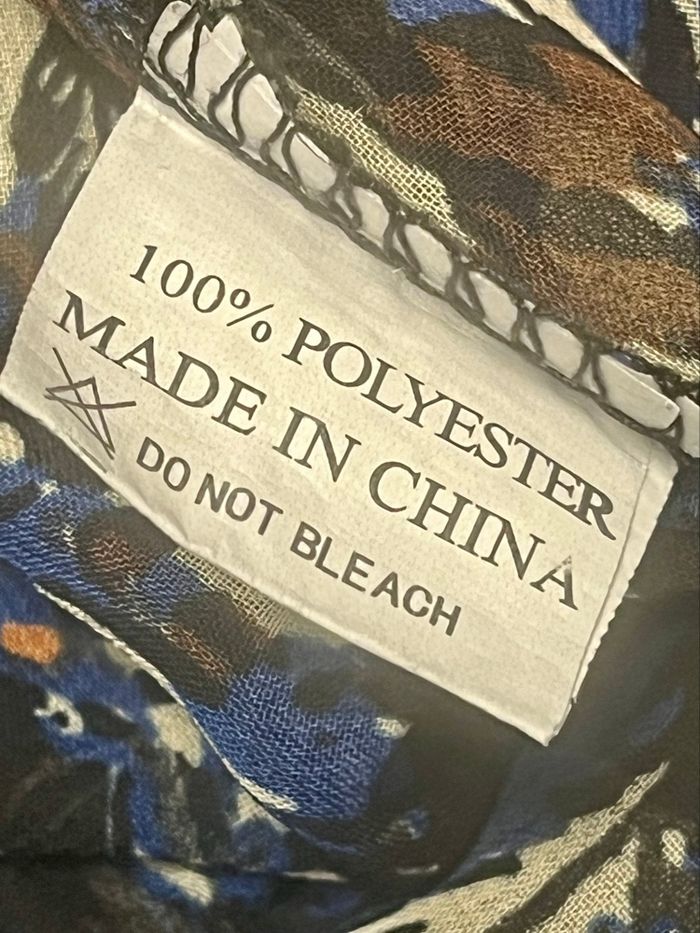 100% POLYESTER
MADE IN CHINA
DO NOT BLEACH